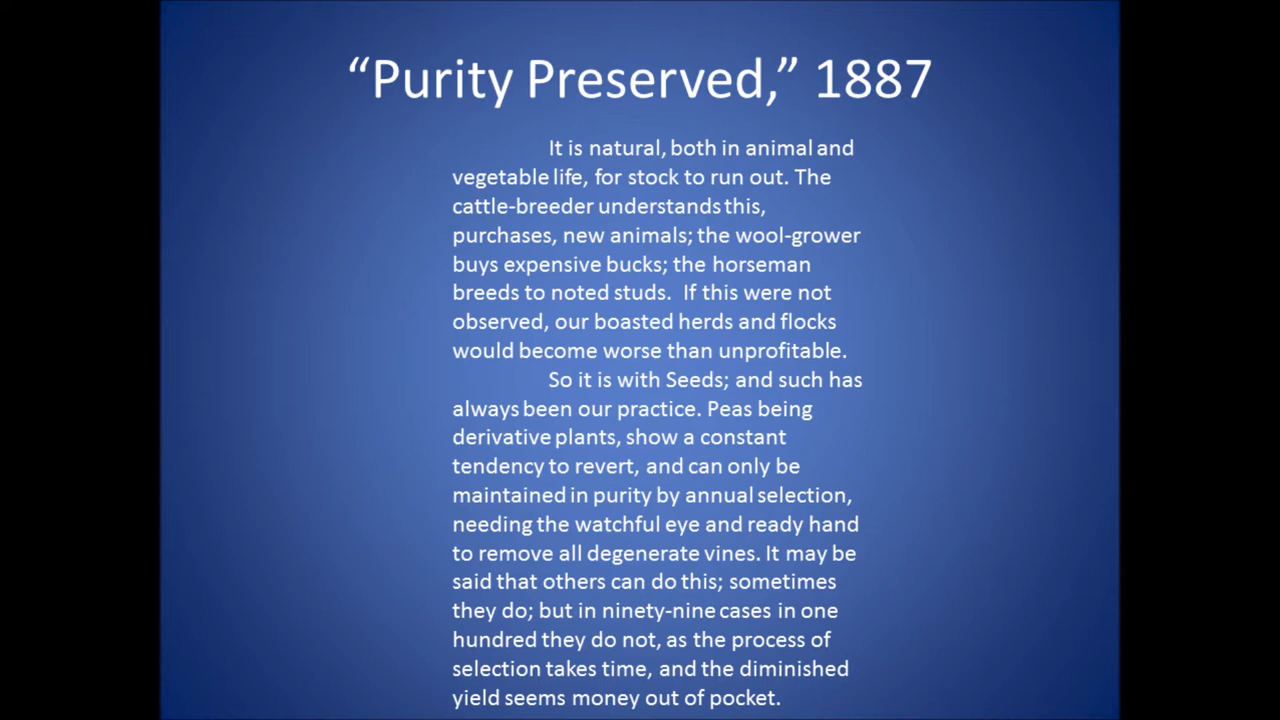 “Purity Preserved,” 1887
It is natural, both in animal and
vegetable life, for stock to run out. The
cattle-breeder understands this,
purchases, new animals; the wool-grower
buys expensive bucks; the horseman
breeds to noted studs. If this were not
observed, our boasted herds and flocks
would become worse than unprofitable.
So it is with Seeds; and such has
always been our practice. Peas being
derivative plants, show a constant
tendency to revert, and can only be
maintained in purity by annual selection,
needing the watchful eye and ready hand
to remove all degenerate vines. It may be
said that others can do this; sometimes
they do; but in ninety-nine cases in one
hundred they do not, as the process of
selection takes time, and the diminished
yield seems money out of pocket.